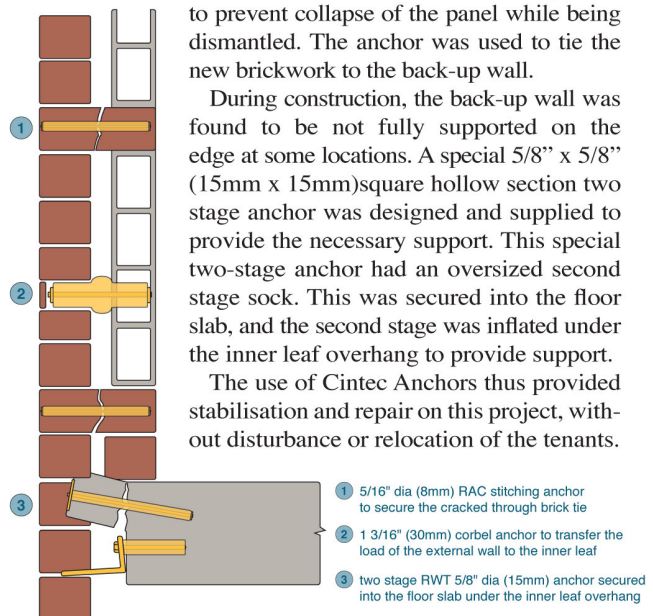 to prevent collapse of the panel while being
dismantled. The anchor was used to tie the
new brickwork to the back-up wall.
During construction, the back-up wall was
found to be not fully supported on the
edge at some locations. A special 5/8” x 5/8”
(15mm x 15mm)square hollow section two
stage anchor was designed and supplied to
provide the necessary support. This special
two-stage anchor had an oversized second
stage sock. This was secured into the floor
slab, and the second stage was inflated under
the inner leaf overhang to provide support.
The use of Cintec Anchors thus provided
stabilisation and repair on this project, with-
out disturbance or relocation of the tenants.
1
2
3
1 5/16" dia (8mm) RAC stitching anchor
to secure the cracked through brick tie
2 1 3/16" (30mm) corbel anchor to transfer the
load of the external wall to the inner leaf
3 two stage RWT 5/8" dia (15mm) anchor secured
into the floor slab under the inner leaf overhang